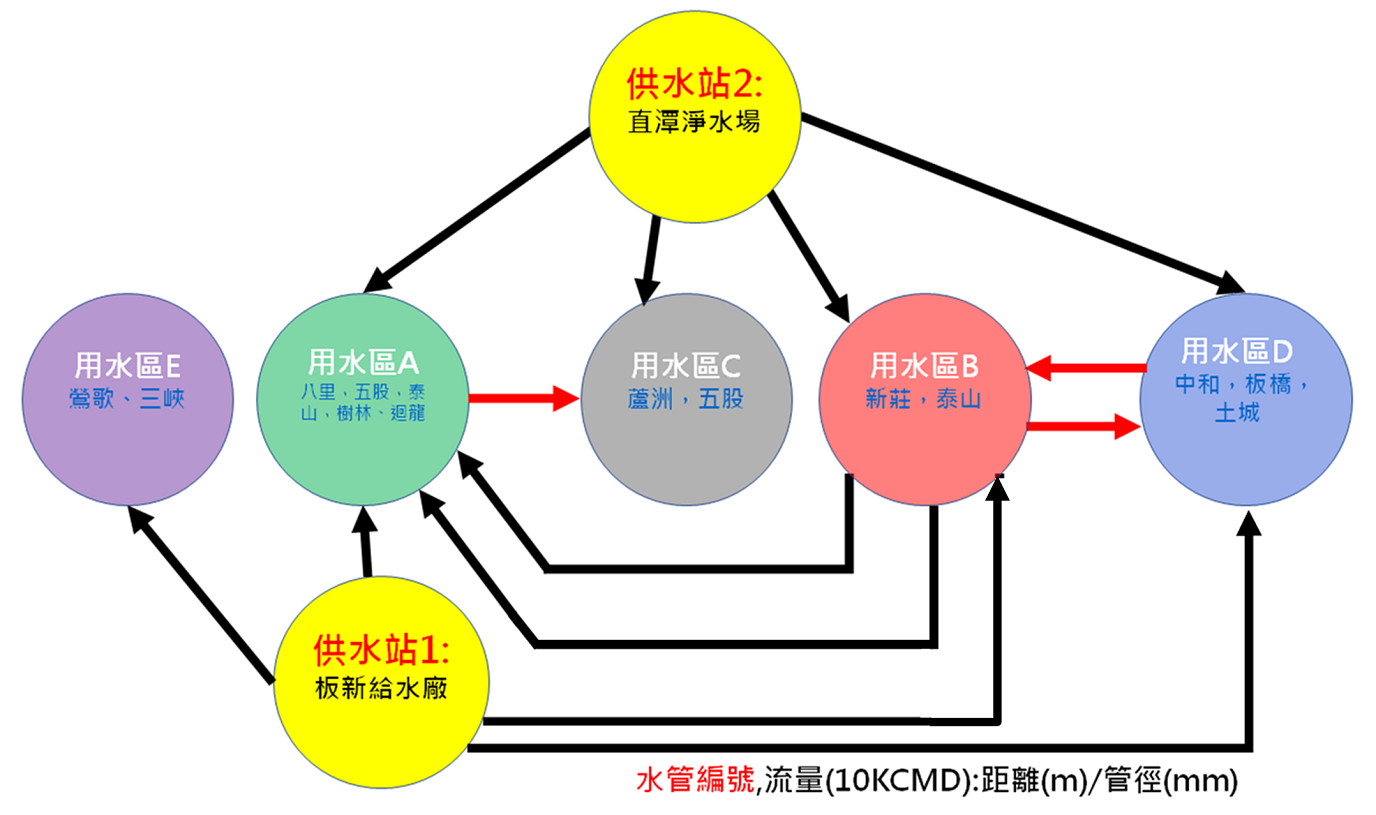 供水站2:
直潭淨水場
用水區E
鶯歌、三峽
用水區A
八里，五股、泰
山，樹林、迴龍
用水區C
蘆洲，五股
用水區B
新莊，泰山
用水區D
中和，板橋，
土城
供水站1:
板新給水廠
水管編號,流量(10KCMD):距離(m)/管徑(mm)